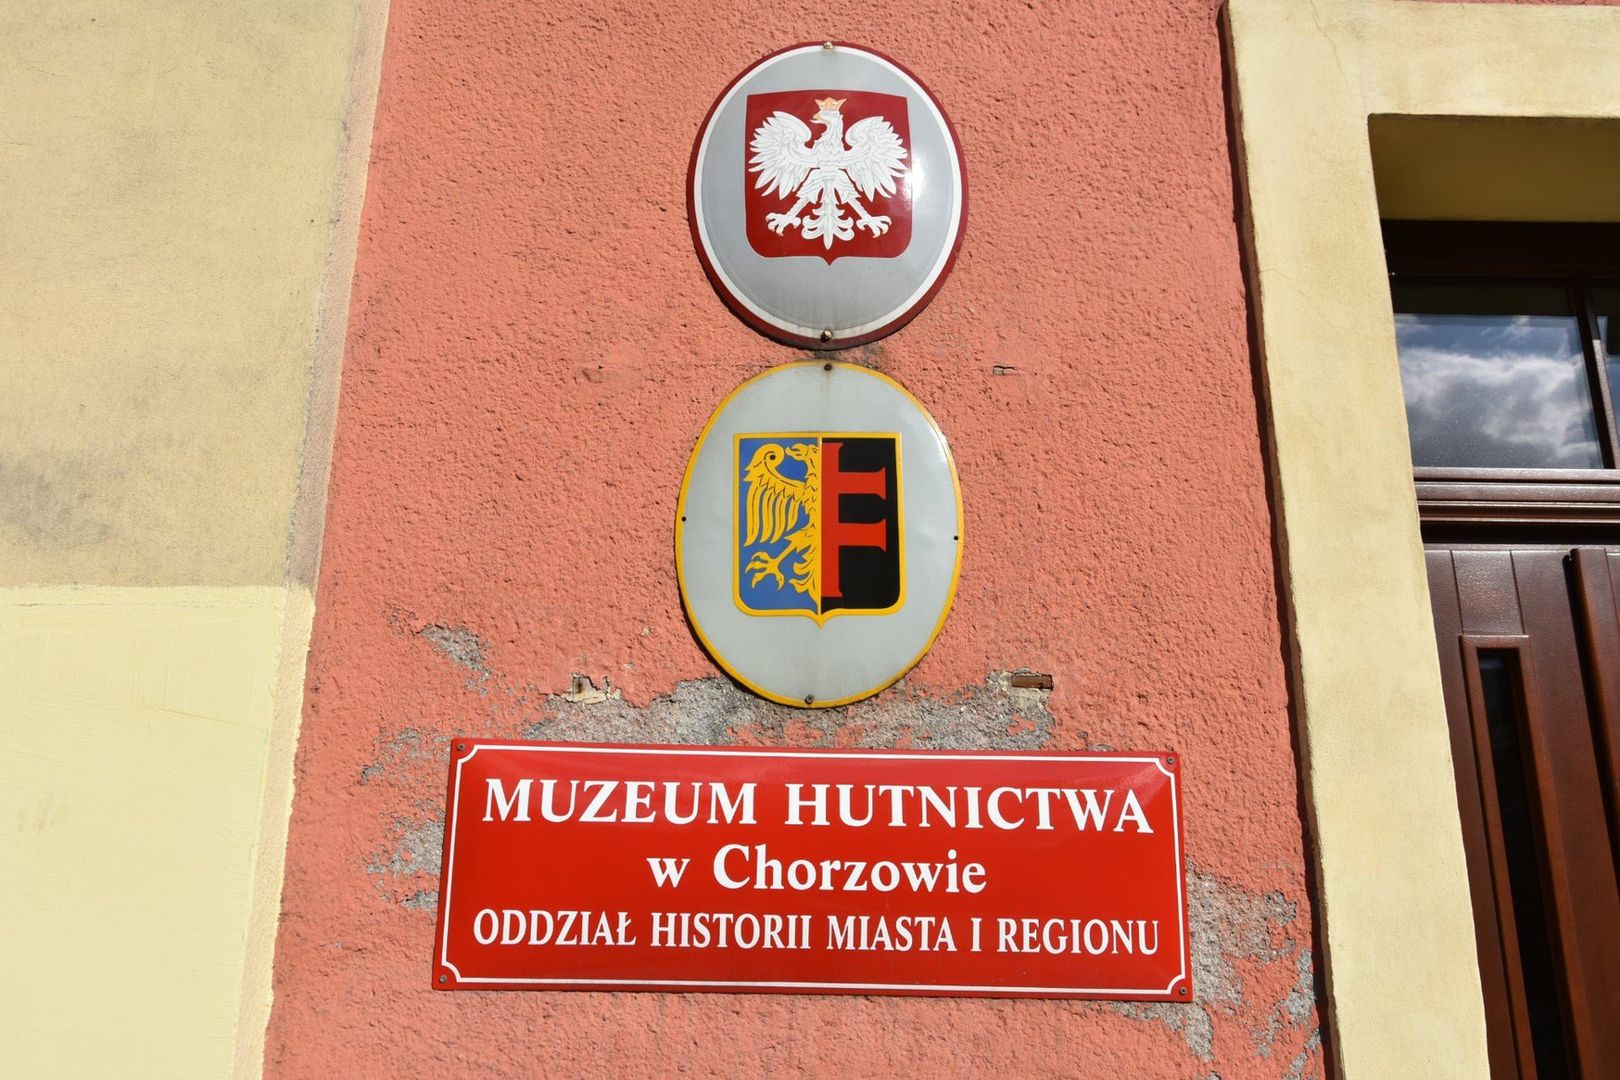 MUZEUM HUTNICTWA
w Chorzowie
ODDZIAŁ HISTORII MIASTA I REGIONU